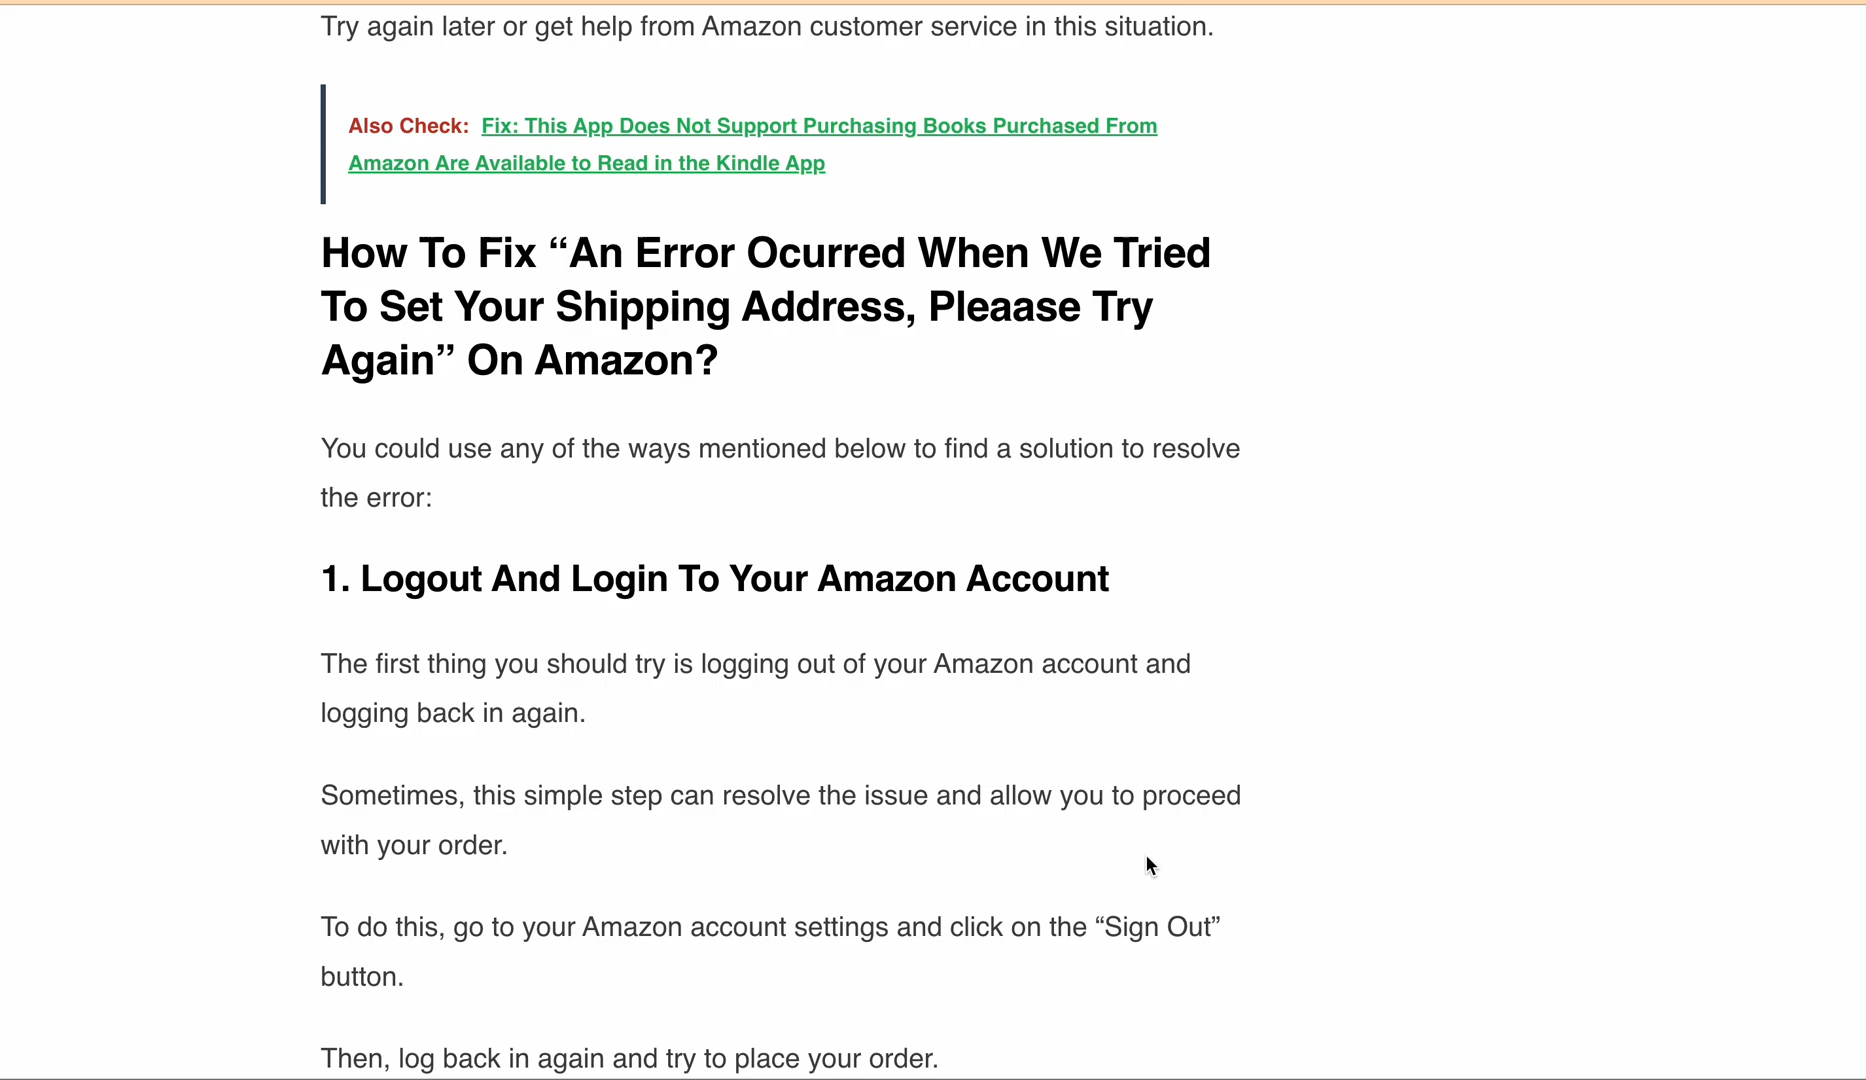 Try again later or get help from Amazon customer service in this situation.
Also Check: Fix: This App Does Not Support Purchasing Books Purchased From
Amazon Are Available to Read in the Kindle App
How To Fix “An Error Ocurred When We Tried
To Set Your Shipping Address, Pleaase Try
Again” On Amazon?
You could use any of the ways mentioned below to find a solution to resolve
the error:
1. Logout And Login To Your Amazon Account
The first thing you should try is logging out of your Amazon account and
logging back in again.
Sometimes, this simple step can resolve the issue and allow you to proceed
with your order.
To do this, go to your Amazon account settings and click on the “Sign Out”
button.
Then, log back in again and try to place your order.